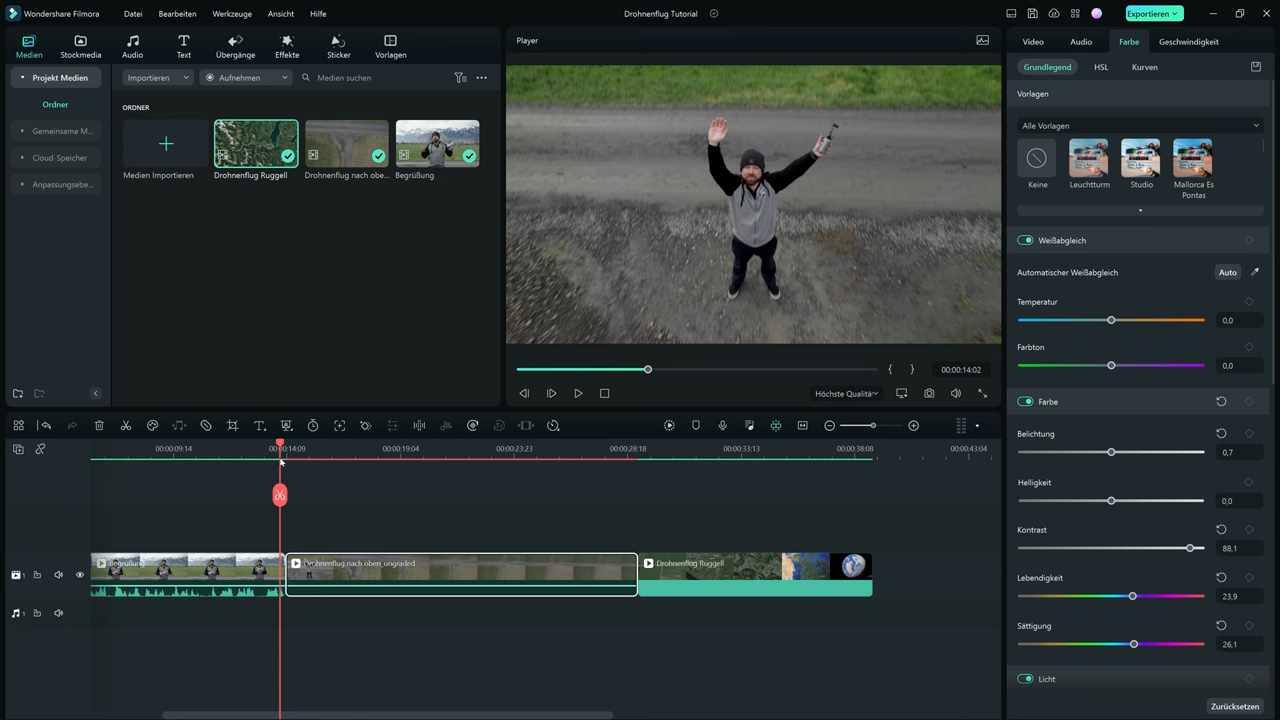 Wondershare Filmora
Datei
Bearbeiten
Werkzeuge
Ansicht
Hilfe
Drohnenflug Tutorial
Exportieren
Medien
Stockmedia
Audio
Text
Übergänge
Effekte
Sticker
Vorlagen
Projekt Medien
Importieren
Aufnehmen
Medien suchen
Ordner
ORDNER
Gemeinsame M...
Cloud-Speicher
Anpassungsebe...
Medien Importieren
Drohnenflug Ruggell
Drohnenflug nach obe...
Begrüßung
Player
Höchste Qualitä
00:00:14:02
Video
Audio
Farbe
Geschwindigkeit
Grundlegend
HSL
Kurven
Vorlagen
Alle Vorlagen
Keine
Leuchtturm
Studio
Mallorca Es
Pontas
Weißabgleich
Automatischer Weißabgleich
Auto
Temperatur
0,0
Farbton
0,0
Farbe
Belichtung
0,7
Helligkeit
0,0
Kontrast
88,1
Lebendigkeit
23,9
Sättigung
26,1
Licht
Zurücksetzen
00:00:09:14
00:00:14:09
00:00:19:04
00:00:23:23
00:00:28:18
00:00:33:13
00:00:38:08
00:00:43:04
Begrüßung
Drohnenflug nach oben_ungraded
Drohnenflug Ruggell
1
1